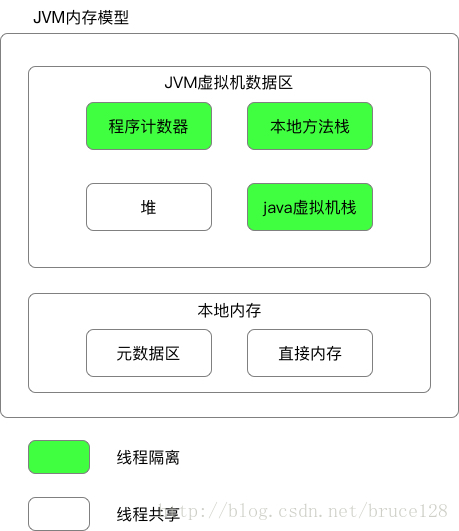 JVM内存模型
JVM虚拟机数据区
程序计数器 本地方法栈
堆 java虚拟机栈
本地内存
元数据区 直接内存
线程隔离
线程共享
http://blog.csdn.net/bruce128